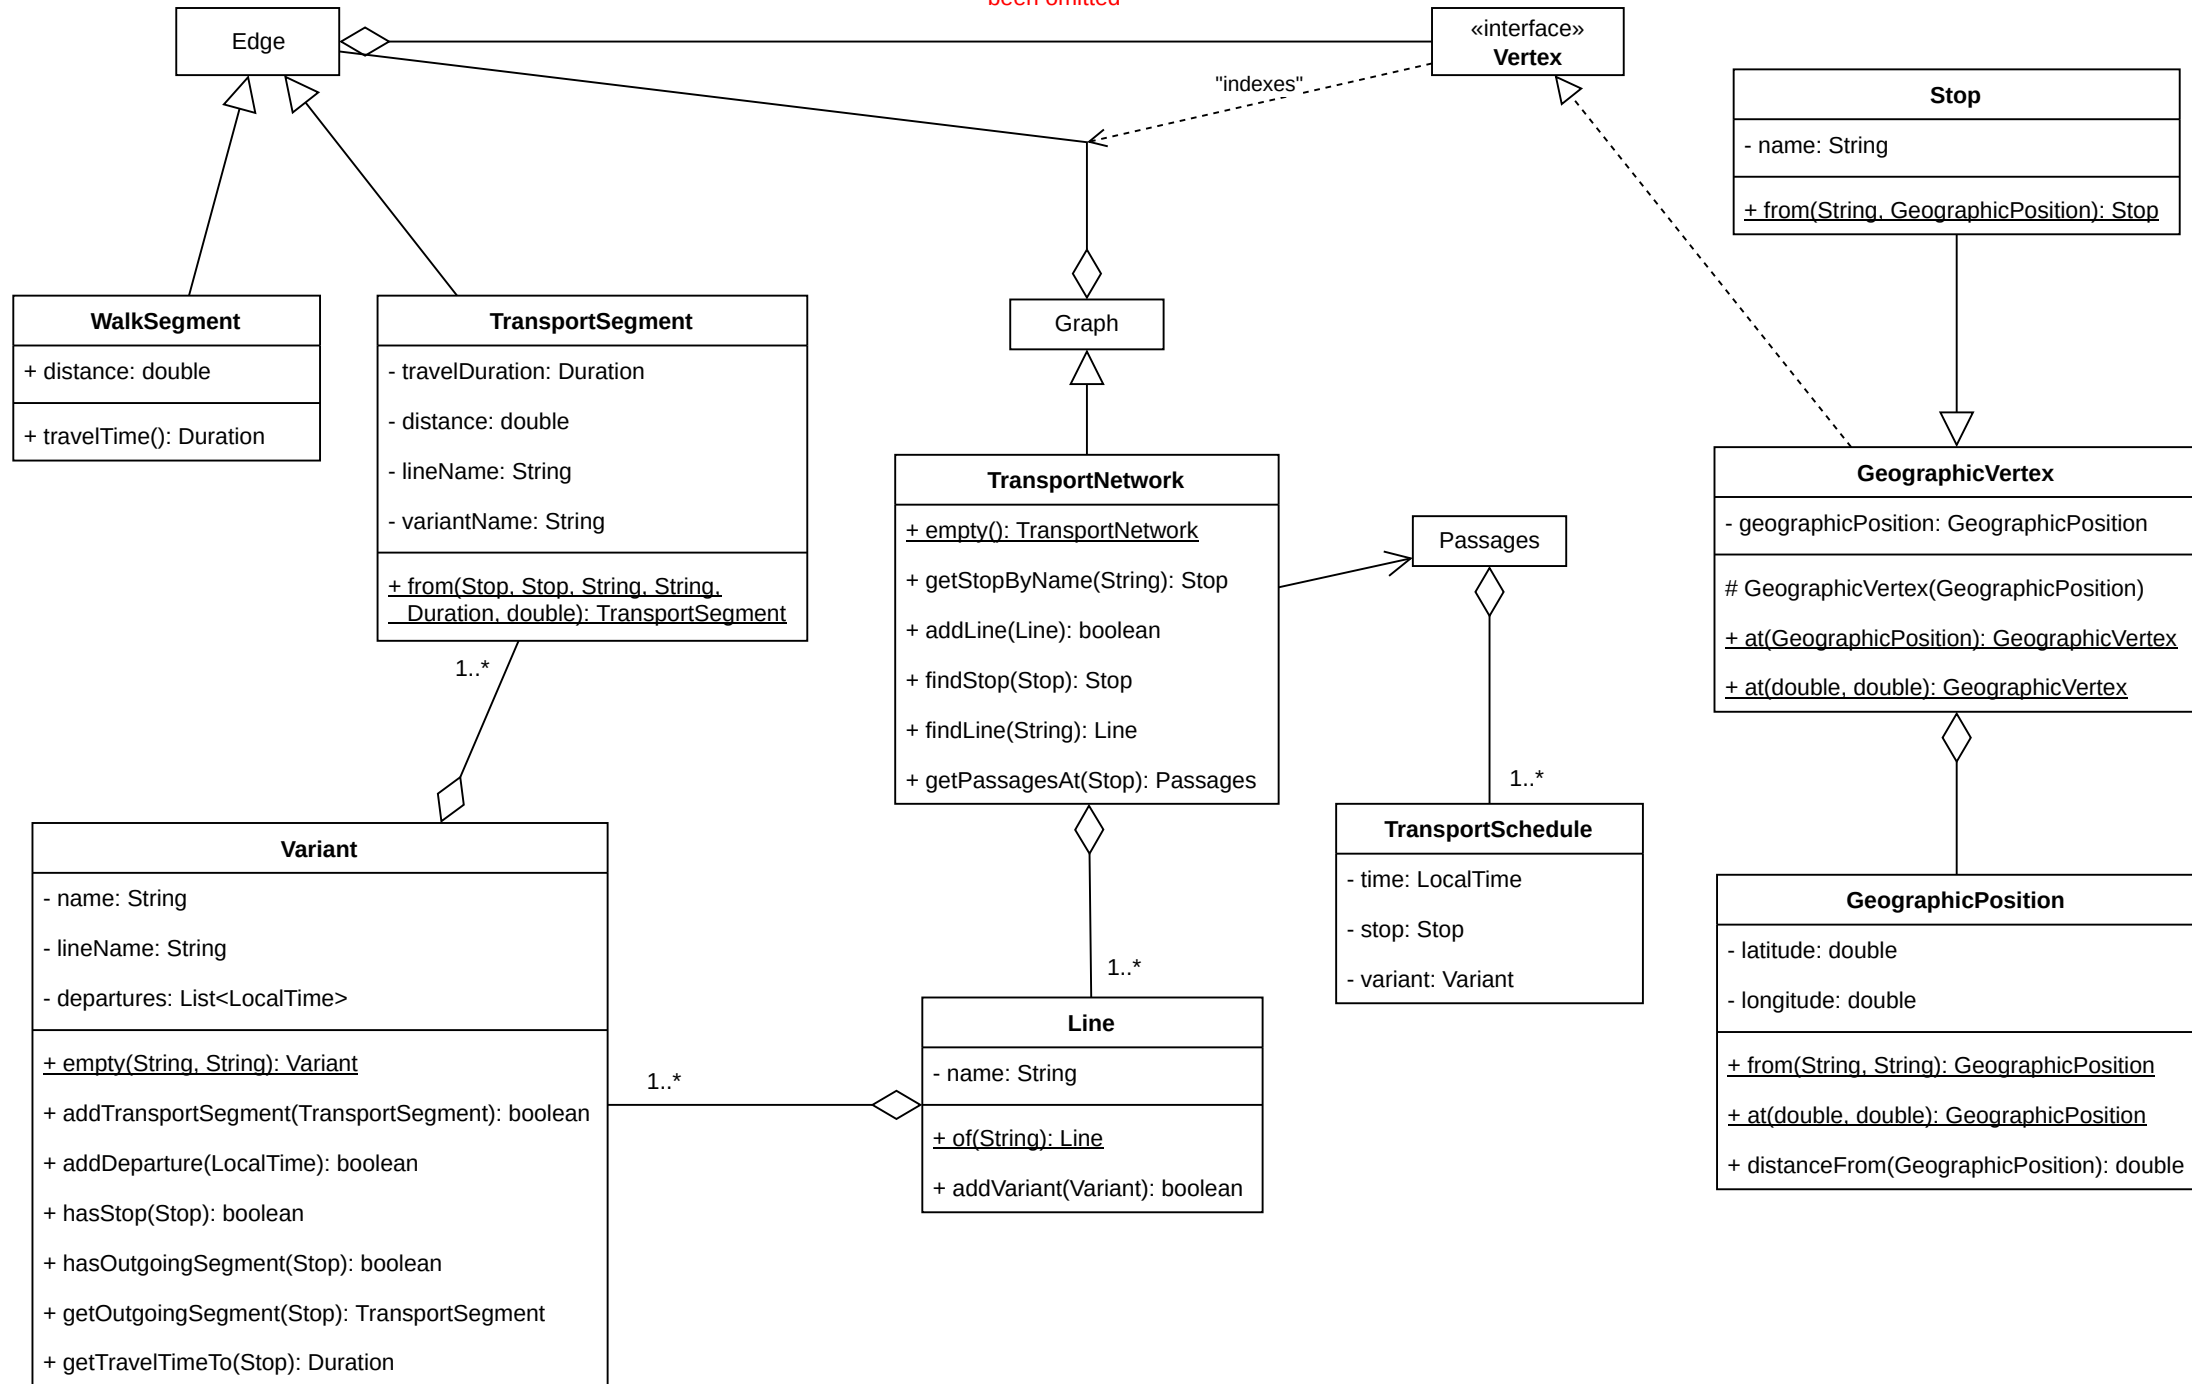 been omitted
Edge
«interface»
Vertex
"indexes"
Stop
- name: String
+ from(String, GeographicPosition): Stop
WalkSegment
+ distance: double
+ travelTime(): Duration
TransportSegment
- travelDuration: Duration
- distance: double
- lineName: String
- variantName: String
+ from(Stop, Stop, String, String,
Duration, double): TransportSegment
1..*
Graph
TransportNetwork
+ empty(): TransportNetwork
+ getStopByName(String): Stop
+ addLine(Line): boolean
+ findStop(Stop): Stop
+ findLine(String): Line
+ getPassagesAt(Stop): Passages
Passages
1..*
GeographicVertex
- geographicPosition: GeographicPosition
# GeographicVertex(GeographicPosition)
+ at(GeographicPosition): GeographicVertex
+ at(double, double): GeographicVertex
Variant
- name: String
- lineName: String
- departures: List<LocalTime>
+ empty(String, String): Variant
+ addTransportSegment(TransportSegment): boolean
+ addDeparture(LocalTime): boolean
+ hasStop(Stop): boolean
+ hasOutgoingSegment(Stop): boolean
+ getOutgoingSegment(Stop): TransportSegment
+ getTravelTimeTo(Stop): Duration
1..*
1..*
Line
- name: String
+ of(String): Line
+ addVariant(Variant): boolean
TransportSchedule
- time: LocalTime
- stop: Stop
- variant: Variant
GeographicPosition
- latitude: double
- longitude: double
+ from(String, String): GeographicPosition
+ at(double, double): GeographicPosition
+ distanceFrom(GeographicPosition): double